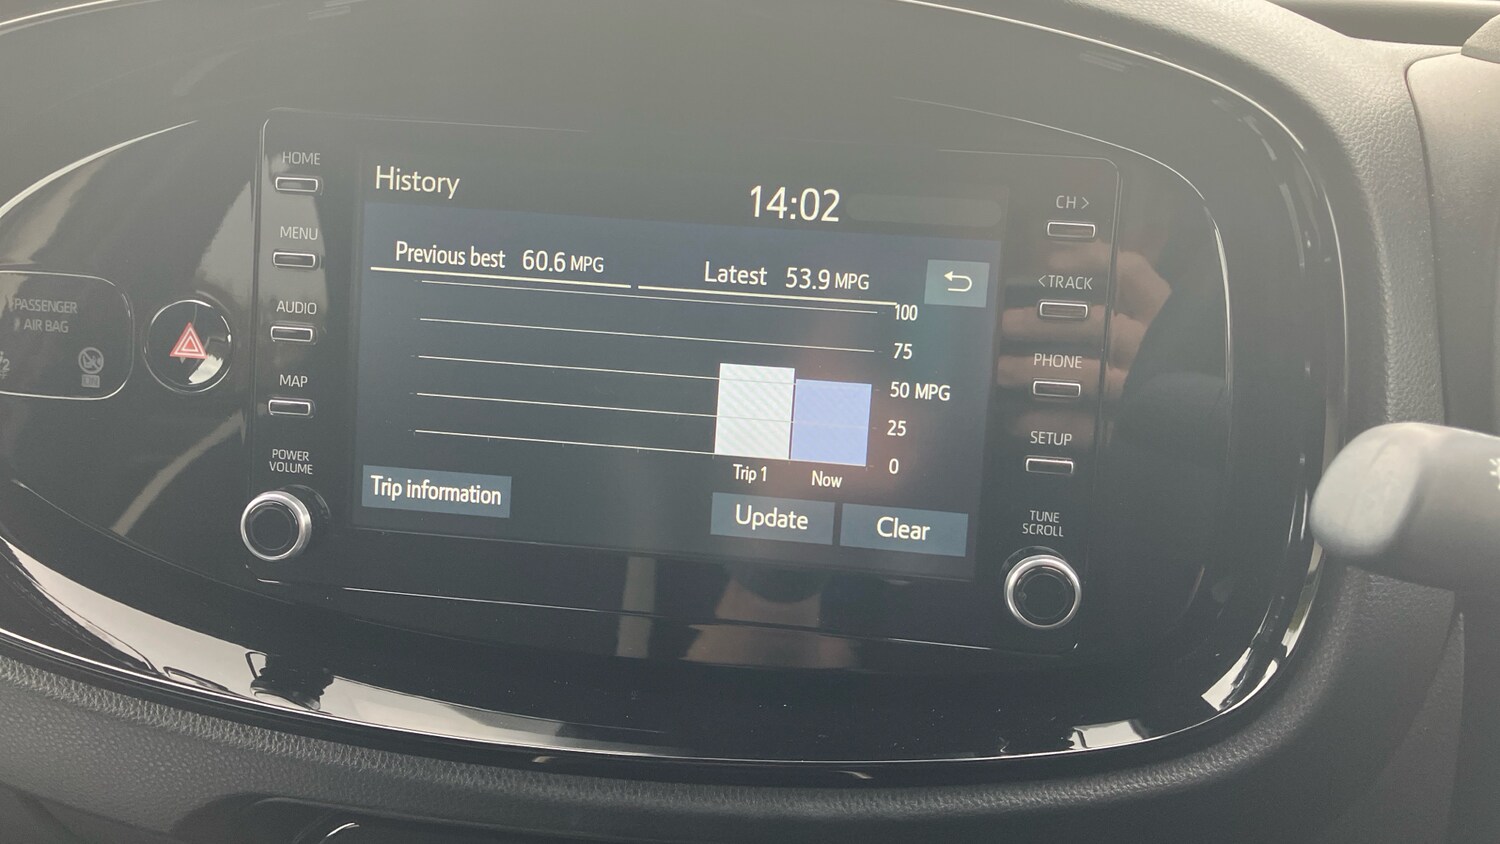 HOME
MENU
AUDIO
MAP
POWER
VOLUME
PASSENGER
AIR BAG
History
14:02
Previous best 60.6 MPG
Latest 53.9 MPG
100
75
50 MPG
25
0
Trip 1
Now
Trip information
Update
Clear
CH >
< TRACK
PHONE
SETUP
TUNE
SCROLL